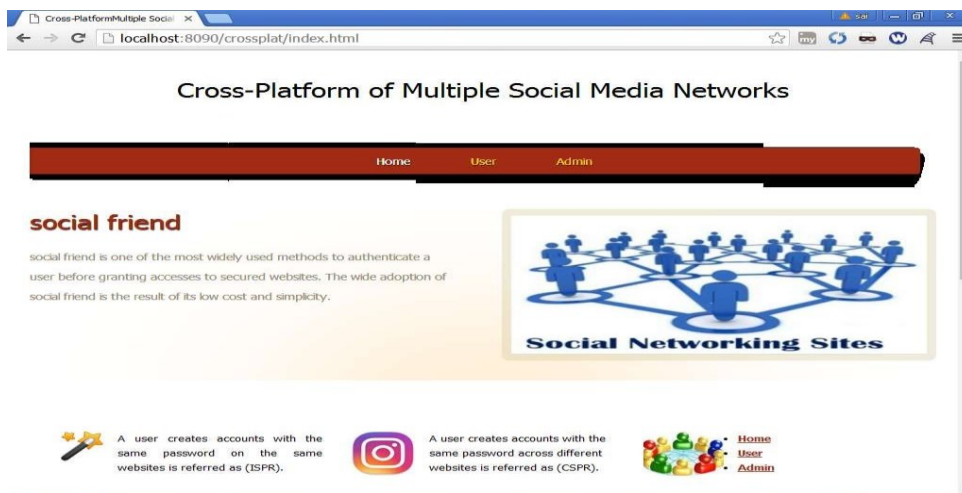 Cross-PlatformMultiple Social
sai
localhost:8090/crossplat/index.html
my
W
Cross-Platform of Multiple Social Media Networks
Home User Admin
social friend
social friend is one of the most widely used methods to authenticate a
user before granting accesses to secured websites. The wide adoption of
social friend is the result of its low cost and simplicity.
Social Networking Sites
A user creates accounts with the
same password on the same
websites is referred as (ISPR).
A user creates accounts with the
same password across different
websites is referred as (CSPR).
Home
User
Admin